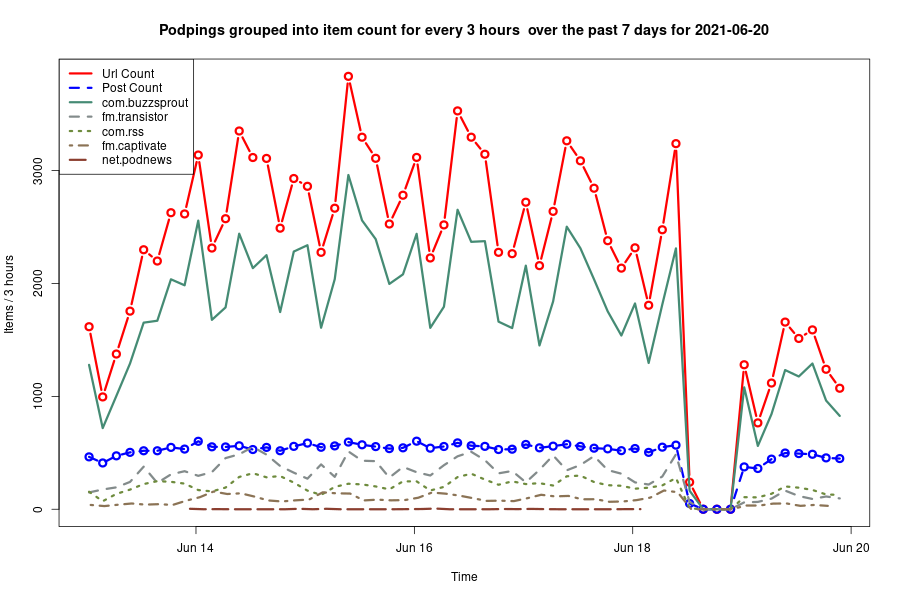 Podpings grouped into item count for every 3 hours  over the past 7 days for 2021-06-20
Url Count
Post Count
com.buzzsprout
fm.transistor
com.rss
fm.captivate
net.podnews
Items / 3 hours
3000
2000
1000
0
Jun 14
Jun 16
Jun 18
Jun 20
Time